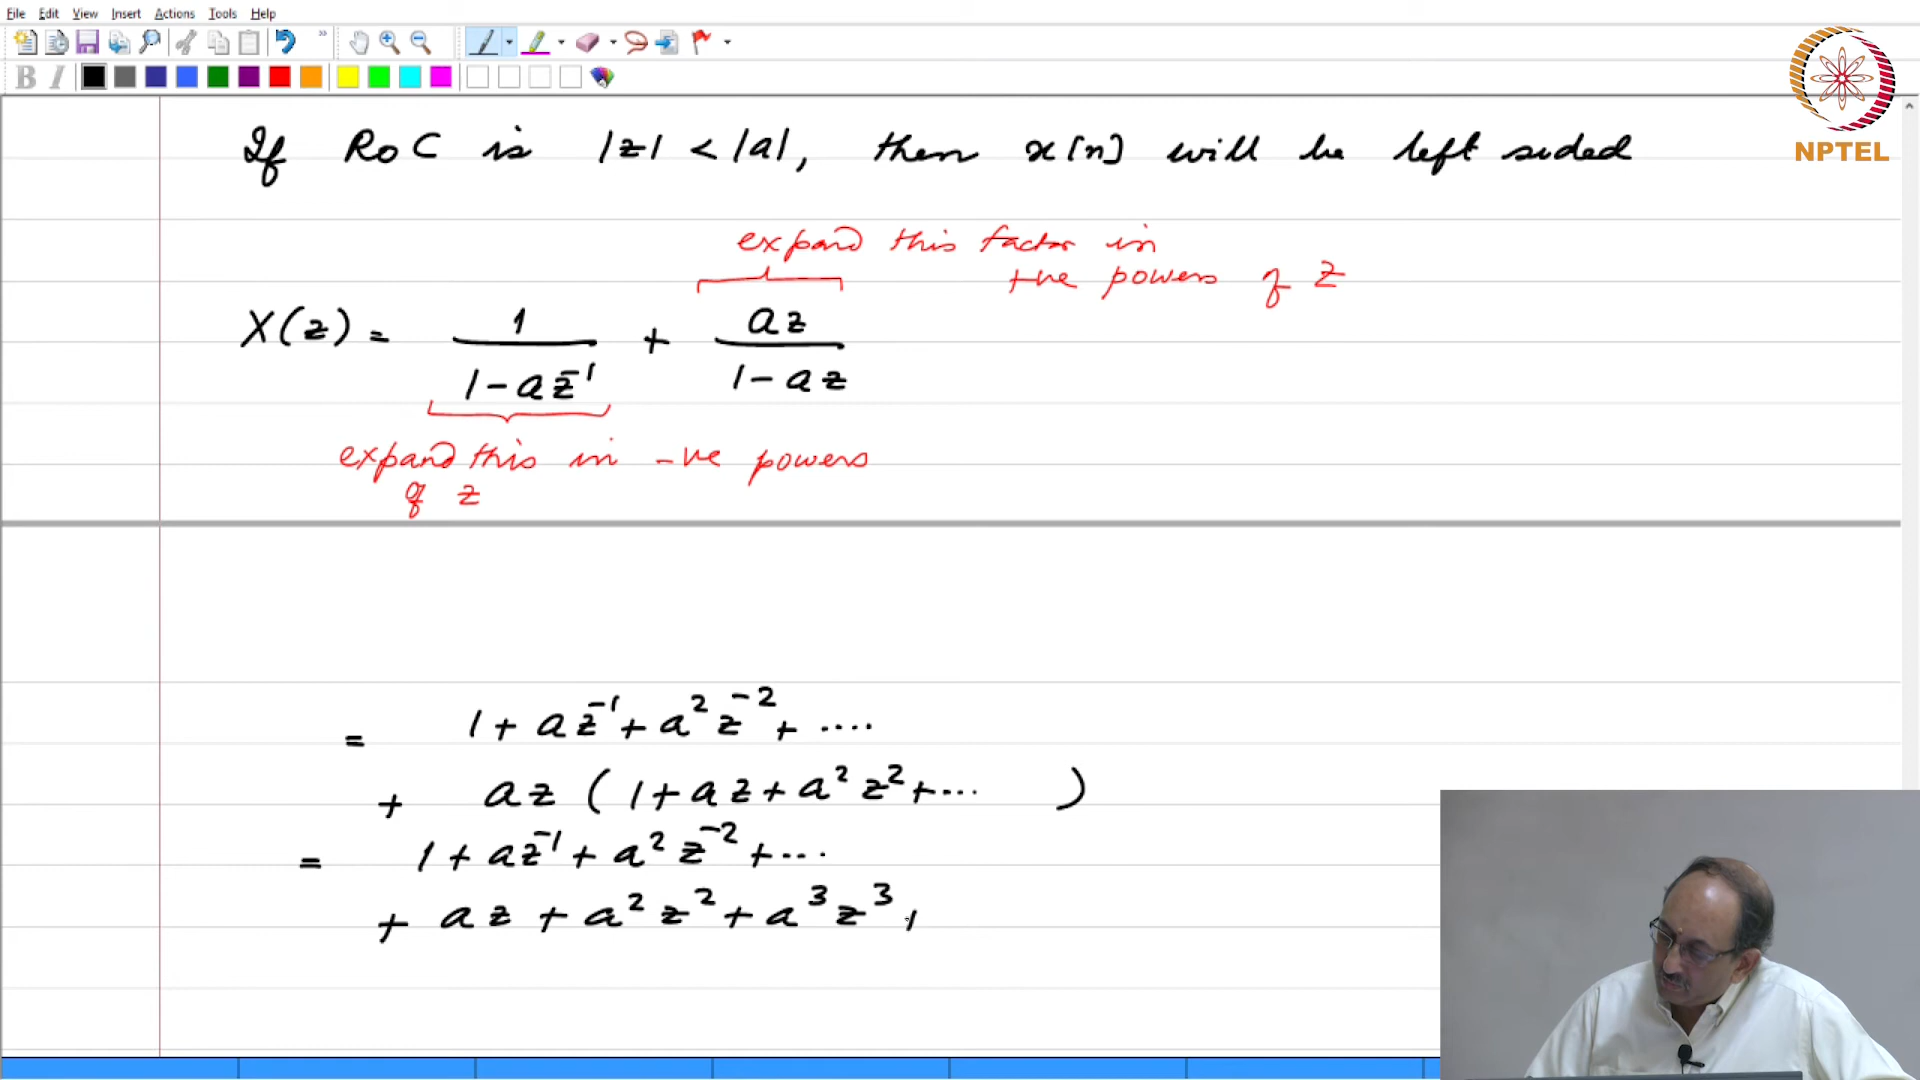 File Edit View Insert Actions Tools Help
B I
NPTEL
If RoC is |z| < |a|, then x[n] will be left sided
expand this factor in
+ve powers of z
X(z) = 1/(1 - az⁻¹) + az/(1 - az)
expand this in -ve powers
of z
= 1 + az⁻¹ + a²z⁻² + ....
+ az (1 + az + a²z² + ... )
= 1 + az⁻¹ + a²z⁻² + ...
+ az + a²z² + a³z³